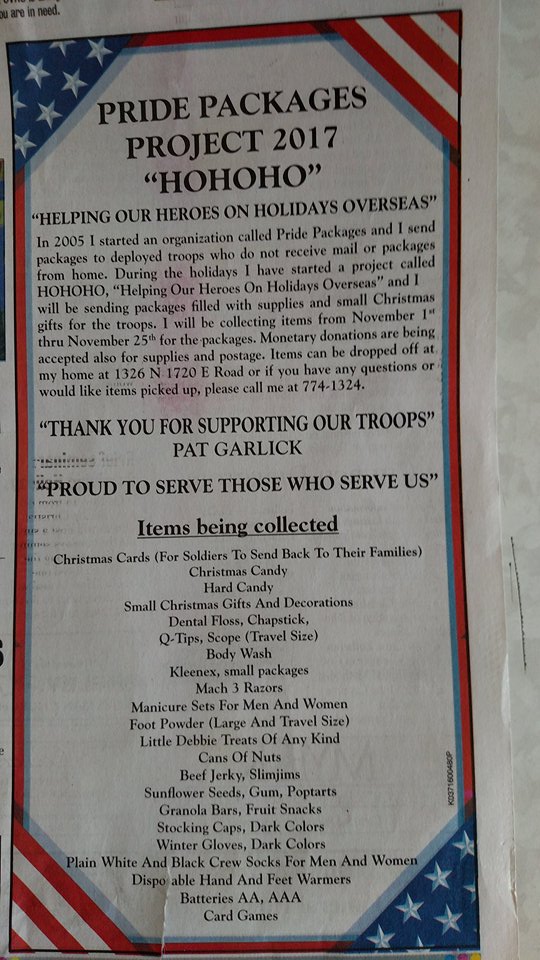 ou are in need.
PRIDE PACKAGES
PROJECT 2017
“HOHOHO”
“HELPING OUR HEROES ON HOLIDAYS OVERSEAS”
In 2005 I started an organization called Pride Packages and I send
packages to deployed troops who do not receive mail or packages
from home. During the holidays I have started a project called
HOHOHO, “Helping Our Heroes On Holidays Overseas” and I
will be sending packages filled with supplies and small Christmas
gifts for the troops. I will be collecting items from November 1st
thru November 25th for the packages. Monetary donations are being
accepted also for supplies and postage. Items can be dropped off at
my home at 1326 N 1720 E Road or if you have any questions or
would like items picked up, please call me at 774-1324.
“THANK YOU FOR SUPPORTING OUR TROOPS”
PAT GARLICK
“PROUD TO SERVE THOSE WHO SERVE US”
Items being collected
Christmas Cards (For Soldiers To Send Back To Their Families)
Christmas Candy
Hard Candy
Small Christmas Gifts And Decorations
Dental Floss, Chapstick,
Q-Tips, Scope (Travel Size)
Body Wash
Kleenex, small packages
Mach 3 Razors
Manicure Sets For Men And Women
Foot Powder (Large And Travel Size)
Little Debbie Treats Of Any Kind
Cans Of Nuts
Beef Jerky, Slimjims
Sunflower Seeds, Gum, Poptarts
Granola Bars, Fruit Snacks
Stocking Caps, Dark Colors
Winter Gloves, Dark Colors
Plain White And Black Crew Socks For Men And Women
Dispo able Hand And Feet Warmers
Batteries AA, AAA
Card Games
K0371600480P